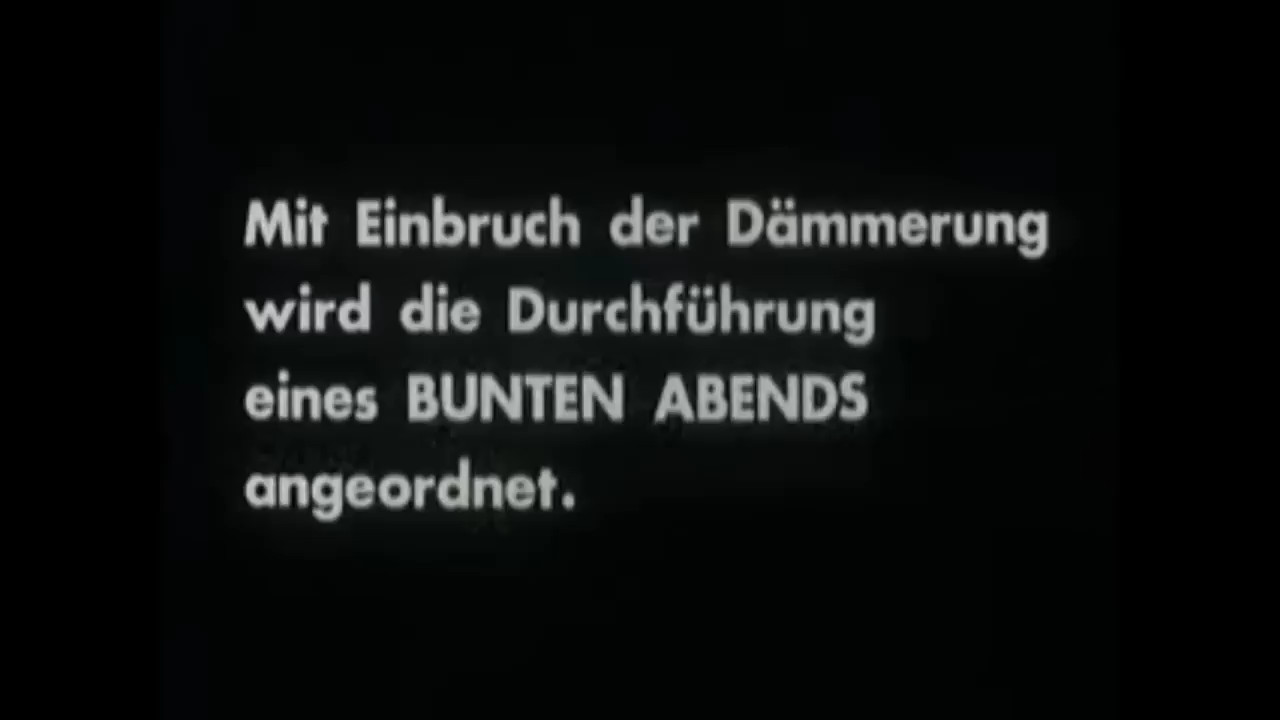 Mit Einbruch der Dämmerung
wird die Durchführung
eines BUNTEN ABENDS
angeordnet.